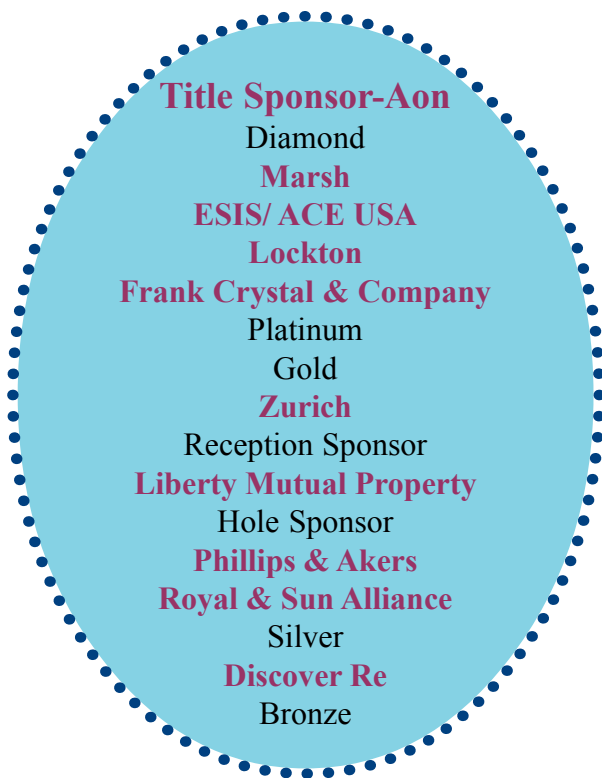 Title Sponsor-Aon
Diamond
Marsh
ESIS/ ACE USA
Lockton
Frank Crystal & Company
Platinum
Gold
Zurich
Reception Sponsor
Liberty Mutual Property
Hole Sponsor
Phillips & Akers
Royal & Sun Alliance
Silver
Discover Re
Bronze